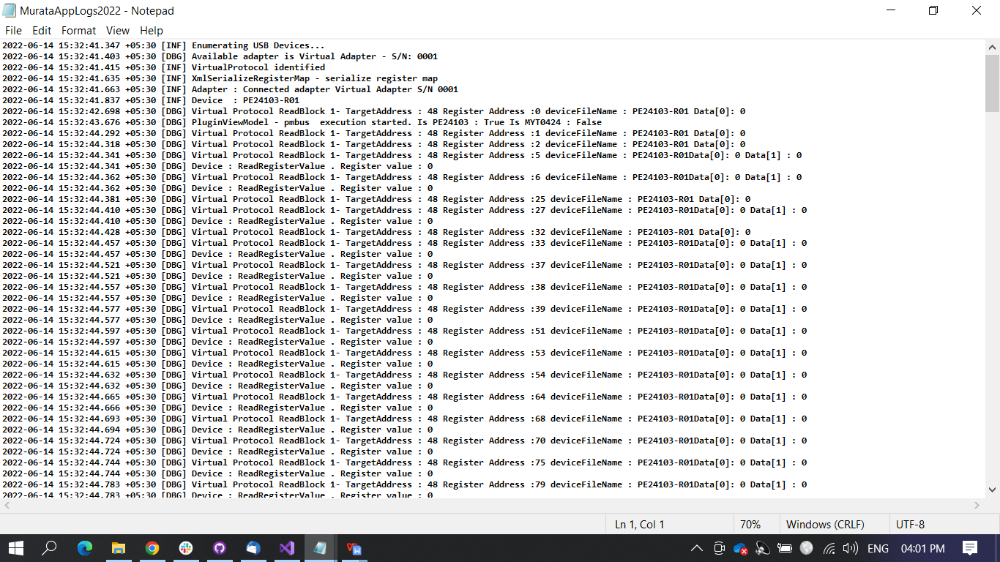 MurataAppLogs2022 - Notepad
File Edit Format View Help
2022-06-14 15:32:41.347 +05:30 [INF] Enumerating USB Devices...
2022-06-14 15:32:41.403 +05:30 [DBG] Available adapter is Virtual Adapter - S/N: 0001
2022-06-14 15:32:41.415 +05:30 [INF] VirtualProtocol identified
2022-06-14 15:32:41.635 +05:30 [INF] XmlSerializeRegisterMap - serialize register map
2022-06-14 15:32:41.663 +05:30 [INF] Adapter : Connected adapter Virtual Adapter S/N 0001
2022-06-14 15:32:41.837 +05:30 [INF] Device  : PE24103-R01
2022-06-14 15:32:42.698 +05:30 [DBG] Virtual Protocol ReadBlock 1- TargetAddress : 48 Register Address :0 deviceFileName : PE24103-R01 Data[0]: 0
2022-06-14 15:32:43.676 +05:30 [DBG] PluginViewModel - pmbus  execution started. Is PE24103 : True Is MYT0424 : False
2022-06-14 15:32:44.292 +05:30 [DBG] Virtual Protocol ReadBlock 1- TargetAddress : 48 Register Address :1 deviceFileName : PE24103-R01 Data[0]: 0
2022-06-14 15:32:44.318 +05:30 [DBG] Virtual Protocol ReadBlock 1- TargetAddress : 48 Register Address :2 deviceFileName : PE24103-R01 Data[0]: 0
2022-06-14 15:32:44.341 +05:30 [DBG] Virtual Protocol ReadBlock 1- TargetAddress : 48 Register Address :5 deviceFileName : PE24103-R01Data[0]: 0 Data[1] : 0
2022-06-14 15:32:44.341 +05:30 [DBG] Device : ReadRegisterValue . Register value : 0
2022-06-14 15:32:44.362 +05:30 [DBG] Virtual Protocol ReadBlock 1- TargetAddress : 48 Register Address :6 deviceFileName : PE24103-R01Data[0]: 0 Data[1] : 0
2022-06-14 15:32:44.362 +05:30 [DBG] Device : ReadRegisterValue . Register value : 0
2022-06-14 15:32:44.381 +05:30 [DBG] Virtual Protocol ReadBlock 1- TargetAddress : 48 Register Address :25 deviceFileName : PE24103-R01 Data[0]: 0
2022-06-14 15:32:44.410 +05:30 [DBG] Virtual Protocol ReadBlock 1- TargetAddress : 48 Register Address :27 deviceFileName : PE24103-R01Data[0]: 0 Data[1] : 0
2022-06-14 15:32:44.410 +05:30 [DBG] Device : ReadRegisterValue . Register value : 0
2022-06-14 15:32:44.428 +05:30 [DBG] Virtual Protocol ReadBlock 1- TargetAddress : 48 Register Address :32 deviceFileName : PE24103-R01 Data[0]: 0
2022-06-14 15:32:44.457 +05:30 [DBG] Virtual Protocol ReadBlock 1- TargetAddress : 48 Register Address :33 deviceFileName : PE24103-R01Data[0]: 0 Data[1] : 0
2022-06-14 15:32:44.457 +05:30 [DBG] Device : ReadRegisterValue . Register value : 0
2022-06-14 15:32:44.521 +05:30 [DBG] Virtual Protocol ReadBlock 1- TargetAddress : 48 Register Address :37 deviceFileName : PE24103-R01Data[0]: 0 Data[1] : 0
2022-06-14 15:32:44.521 +05:30 [DBG] Device : ReadRegisterValue . Register value : 0
2022-06-14 15:32:44.557 +05:30 [DBG] Virtual Protocol ReadBlock 1- TargetAddress : 48 Register Address :38 deviceFileName : PE24103-R01Data[0]: 0 Data[1] : 0
2022-06-14 15:32:44.557 +05:30 [DBG] Device : ReadRegisterValue . Register value : 0
2022-06-14 15:32:44.577 +05:30 [DBG] Virtual Protocol ReadBlock 1- TargetAddress : 48 Register Address :39 deviceFileName : PE24103-R01Data[0]: 0 Data[1] : 0
2022-06-14 15:32:44.577 +05:30 [DBG] Device : ReadRegisterValue . Register value : 0
2022-06-14 15:32:44.597 +05:30 [DBG] Virtual Protocol ReadBlock 1- TargetAddress : 48 Register Address :51 deviceFileName : PE24103-R01Data[0]: 0 Data[1] : 0
2022-06-14 15:32:44.597 +05:30 [DBG] Device : ReadRegisterValue . Register value : 0
2022-06-14 15:32:44.615 +05:30 [DBG] Virtual Protocol ReadBlock 1- TargetAddress : 48 Register Address :53 deviceFileName : PE24103-R01Data[0]: 0 Data[1] : 0
2022-06-14 15:32:44.615 +05:30 [DBG] Device : ReadRegisterValue . Register value : 0
2022-06-14 15:32:44.632 +05:30 [DBG] Virtual Protocol ReadBlock 1- TargetAddress : 48 Register Address :54 deviceFileName : PE24103-R01Data[0]: 0 Data[1] : 0
2022-06-14 15:32:44.632 +05:30 [DBG] Device : ReadRegisterValue . Register value : 0
2022-06-14 15:32:44.665 +05:30 [DBG] Virtual Protocol ReadBlock 1- TargetAddress : 48 Register Address :64 deviceFileName : PE24103-R01Data[0]: 0 Data[1] : 0
2022-06-14 15:32:44.666 +05:30 [DBG] Device : ReadRegisterValue . Register value : 0
2022-06-14 15:32:44.693 +05:30 [DBG] Virtual Protocol ReadBlock 1- TargetAddress : 48 Register Address :68 deviceFileName : PE24103-R01Data[0]: 0 Data[1] : 0
2022-06-14 15:32:44.694 +05:30 [DBG] Device : ReadRegisterValue . Register value : 0
2022-06-14 15:32:44.724 +05:30 [DBG] Virtual Protocol ReadBlock 1- TargetAddress : 48 Register Address :70 deviceFileName : PE24103-R01Data[0]: 0 Data[1] : 0
2022-06-14 15:32:44.724 +05:30 [DBG] Device : ReadRegisterValue . Register value : 0
2022-06-14 15:32:44.744 +05:30 [DBG] Virtual Protocol ReadBlock 1- TargetAddress : 48 Register Address :75 deviceFileName : PE24103-R01Data[0]: 0 Data[1] : 0
2022-06-14 15:32:44.744 +05:30 [DBG] Device : ReadRegisterValue . Register value : 0
2022-06-14 15:32:44.783 +05:30 [DBG] Virtual Protocol ReadBlock 1- TargetAddress : 48 Register Address :79 deviceFileName : PE24103-R01Data[0]: 0 Data[1] : 0
2022-06-14 15:32:44.783 +05:30 [DBG] Device : ReadRegisterValue . Register value : 0
Ln 1, Col 1 70% Windows (CRLF) UTF-8
ENG 04:01 PM